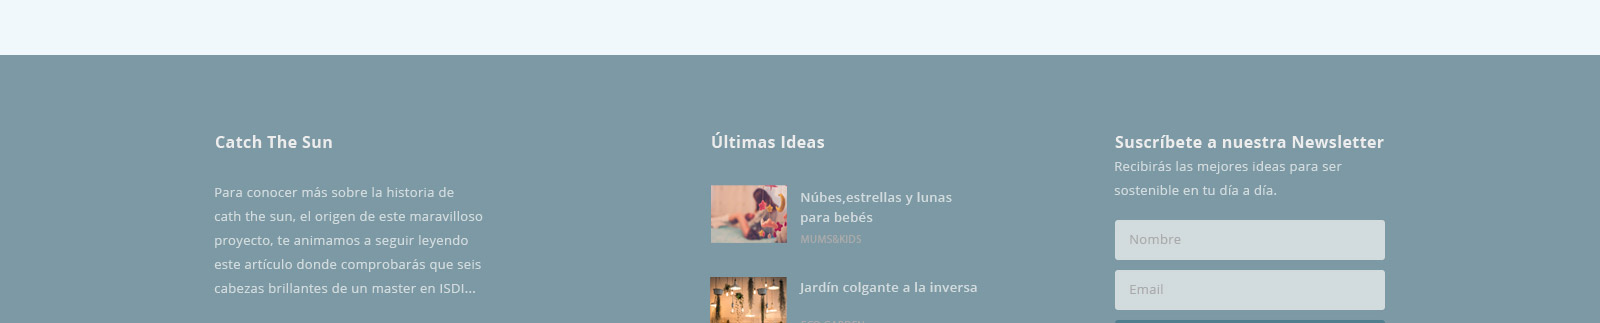 Catch The Sun
Para conocer más sobre la historia de
cath the sun, el origen de este maravilloso
proyecto, te animamos a seguir leyendo
este artículo donde comprobarás que seis
cabezas brillantes de un master en ISDI...
Últimas Ideas
Núbes,estrellas y lunas
para bebés
MUMS&KIDS
Jardín colgante a la inversa
Suscríbete a nuestra Newsletter
Recibirás las mejores ideas para ser
sostenible en tu día a día.
Nombre
Email